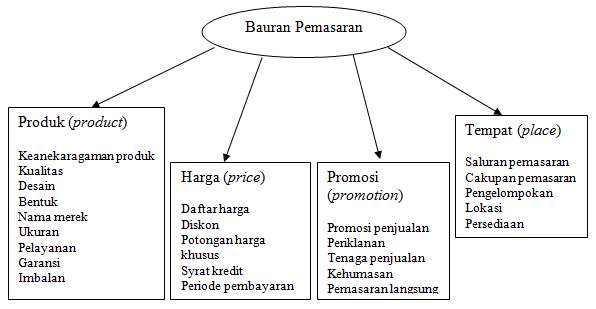 Bauran Pemasaran
Produk (product)
Keanekaragaman produk
Kualitas
Desain
Bentuk
Nama merek
Ukuran
Pelayanan
Garansi
Imbalan
Harga (price)
Daftar harga
Diskon
Potongan harga
khusus
Syrat kredit
Periode pembayaran
Promosi
(promotion)
Promosi penjualan
Periklanan
Tenaga penjualan
Kehumasan
Pemasaran langsung
Tempat (place)
Saluran pemasaran
Cakupan pemasaran
Pengelompokan
Lokasi
Persediaan